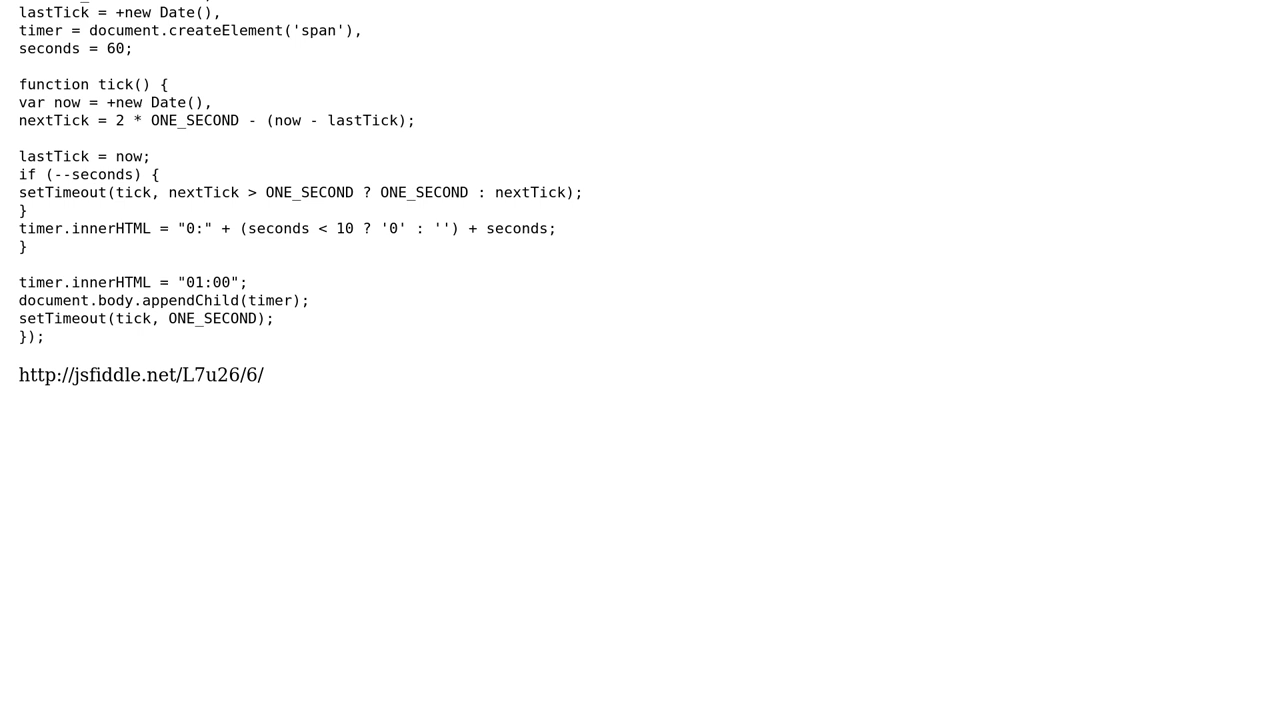 lastTick = +new Date(),
timer = document.createElement('span'),
seconds = 60;

function tick() {
var now = +new Date(),
nextTick = 2 * ONE_SECOND - (now - lastTick);

lastTick = now;
if (--seconds) {
setTimeout(tick, nextTick > ONE_SECOND ? ONE_SECOND : nextTick);
}
timer.innerHTML = "0:" + (seconds < 10 ? '0' : '') + seconds;
}

timer.innerHTML = "01:00";
document.body.appendChild(timer);
setTimeout(tick, ONE_SECOND);
});

http://jsfiddle.net/L7u26/6/